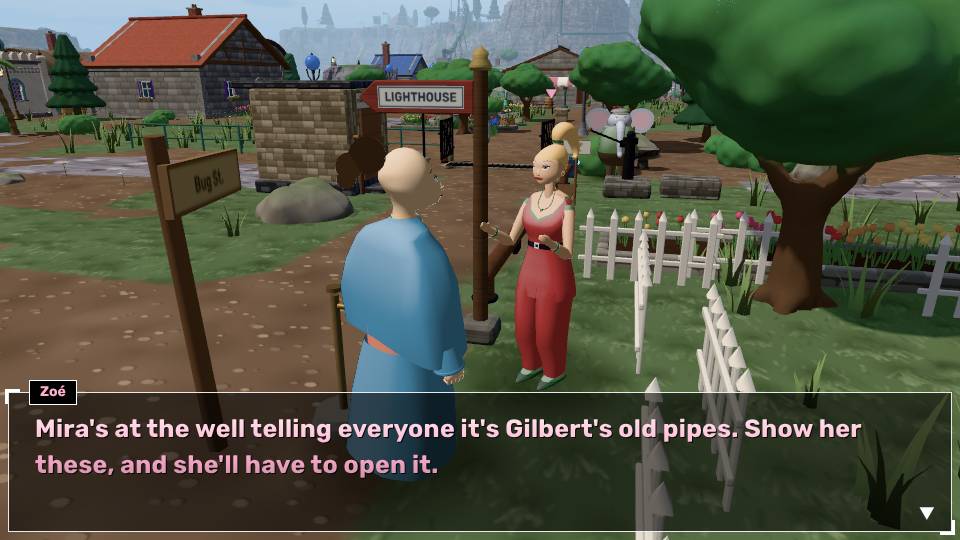 LIGHTHOUSE
Bug St.
Zoé
Mira's at the well telling everyone it's Gilbert's old pipes. Show her
these, and she'll have to open it.